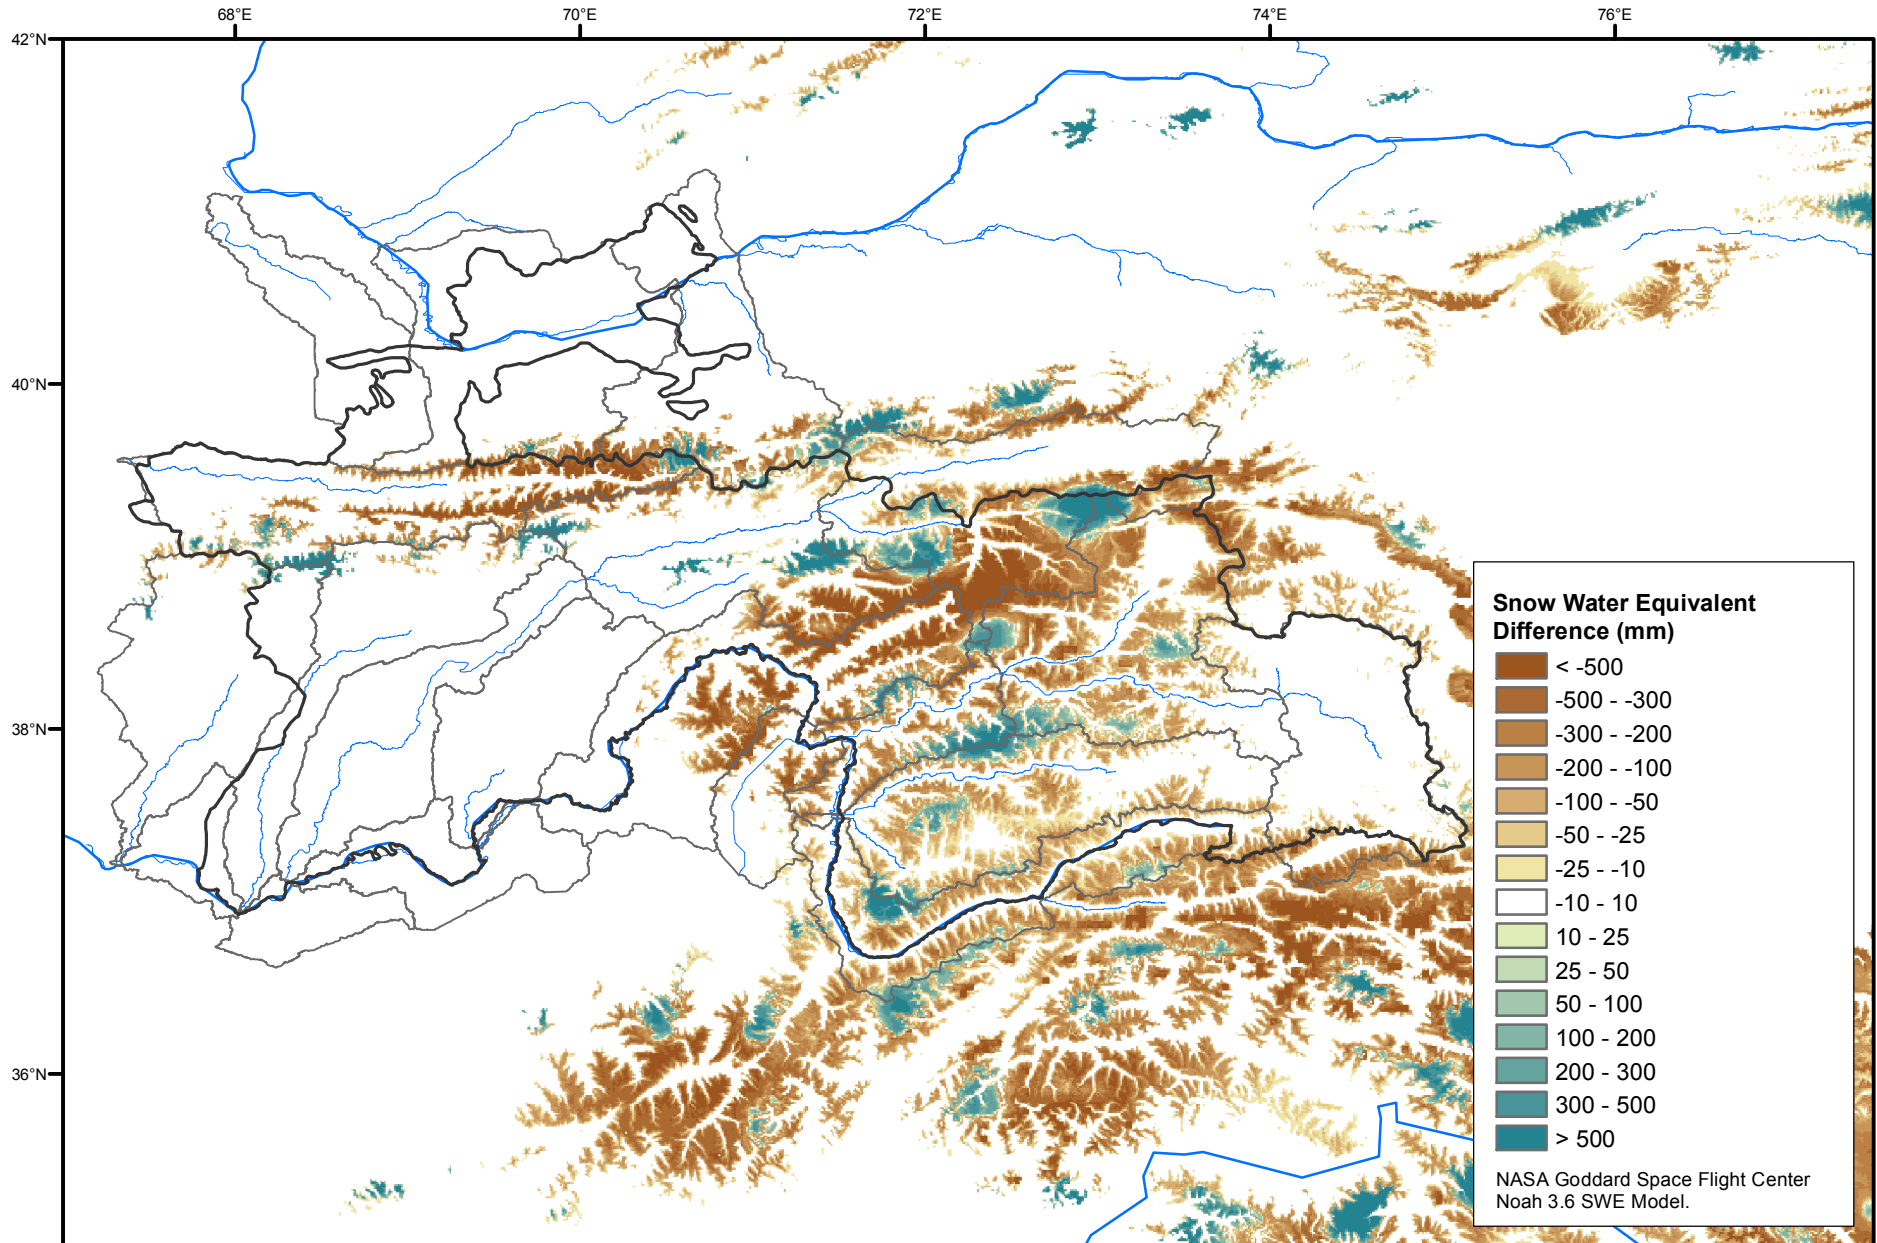 68°E 70°E 72°E 74°E 76°E
42°N
40°N
38°N
36°N
Snow Water Equivalent
Difference (mm)
< -500
-500 - -300
-300 - -200
-200 - -100
-100 - -50
-50 - -25
-25 - -10
-10 - 10
10 - 25
25 - 50
50 - 100
100 - 200
200 - 300
300 - 500
> 500
NASA Goddard Space Flight Center
Noah 3.6 SWE Model.